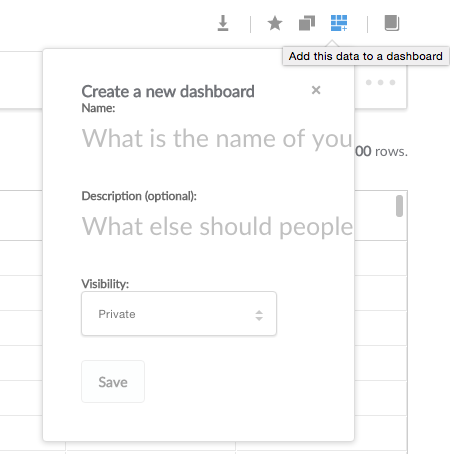 Add this data to a dashboard
Create a new dashboard
×
Name:
What is the name of you
00 rows.
Description (optional):
What else should people
Visibility:
Private
Save